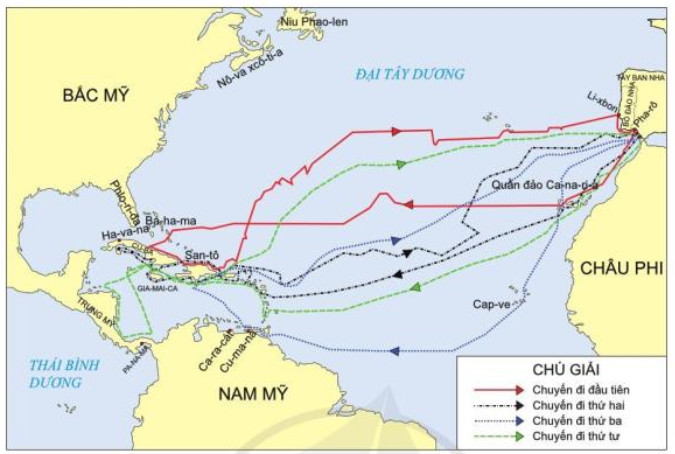 Niu Phao-len
Nô-va xcô-ti-a
BẮC MỸ
ĐẠI TÂY DƯƠNG
TÂY BAN NHA
BỒ ĐÀO NHA
Li-xbon
Pha-rô
Quần đảo Ca-na-ri-a
Phlo-ri-đa
Ba-ha-ma
Ha-va-na
CU-BA
San-tô
GIA-MAI-CA
CHÂU PHI
Cap-ve
TRUNG MỸ
PA-NA-MA
Ca-ra-cát
Cu-ma-na
THÁI BÌNH
DƯƠNG
NAM MỸ
CHÚ GIẢI
Chuyến đi đầu tiên
Chuyến đi thứ hai
Chuyến đi thứ ba
Chuyến đi thứ tư